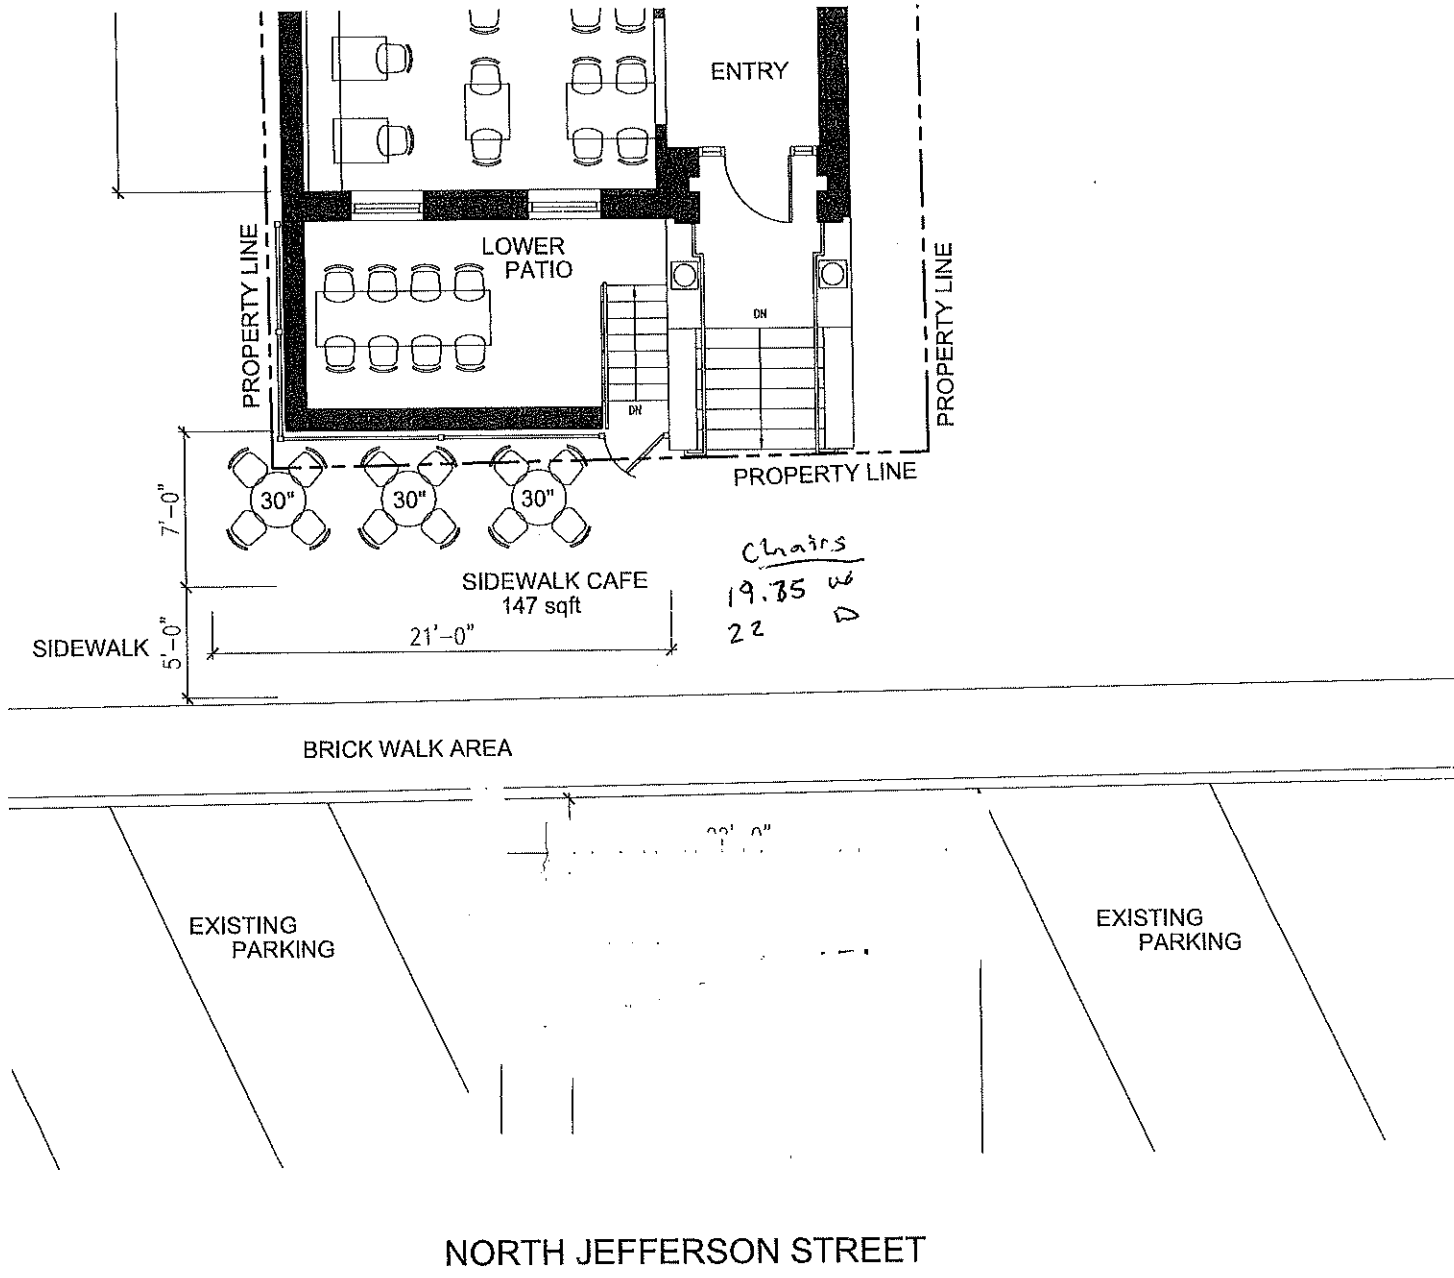 ENTRY
LOWER
PATIO
PROPERTY LINE
PROPERTY LINE
DN
DN
PROPERTY LINE
30"
30"
30"
7'-0"
Chairs
19.75 W
22 D
SIDEWALK CAFE
147 sqft
21'-0"
SIDEWALK
5'-0"
BRICK WALK AREA
EXISTING
PARKING
EXISTING
PARKING
NORTH JEFFERSON STREET